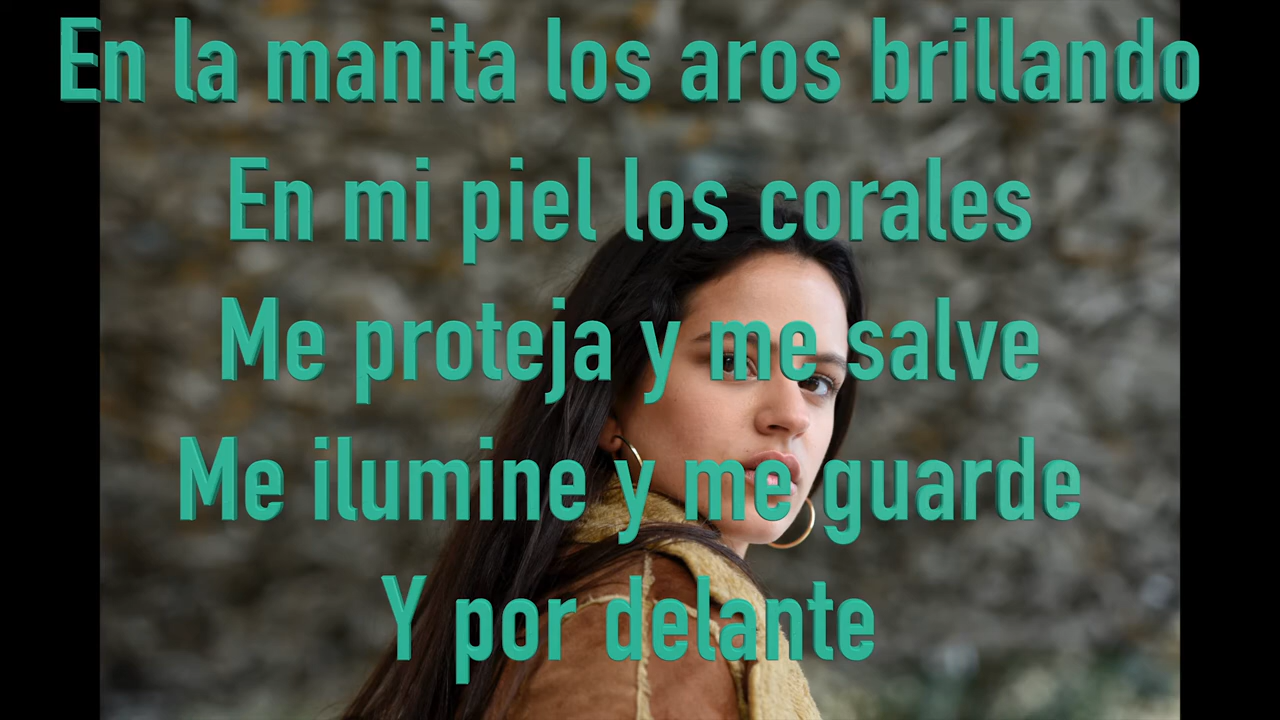 En la manita los aros brillando
En mi piel los corales
Me proteja y me salve
Me ilumine y me guarde
Y por delante